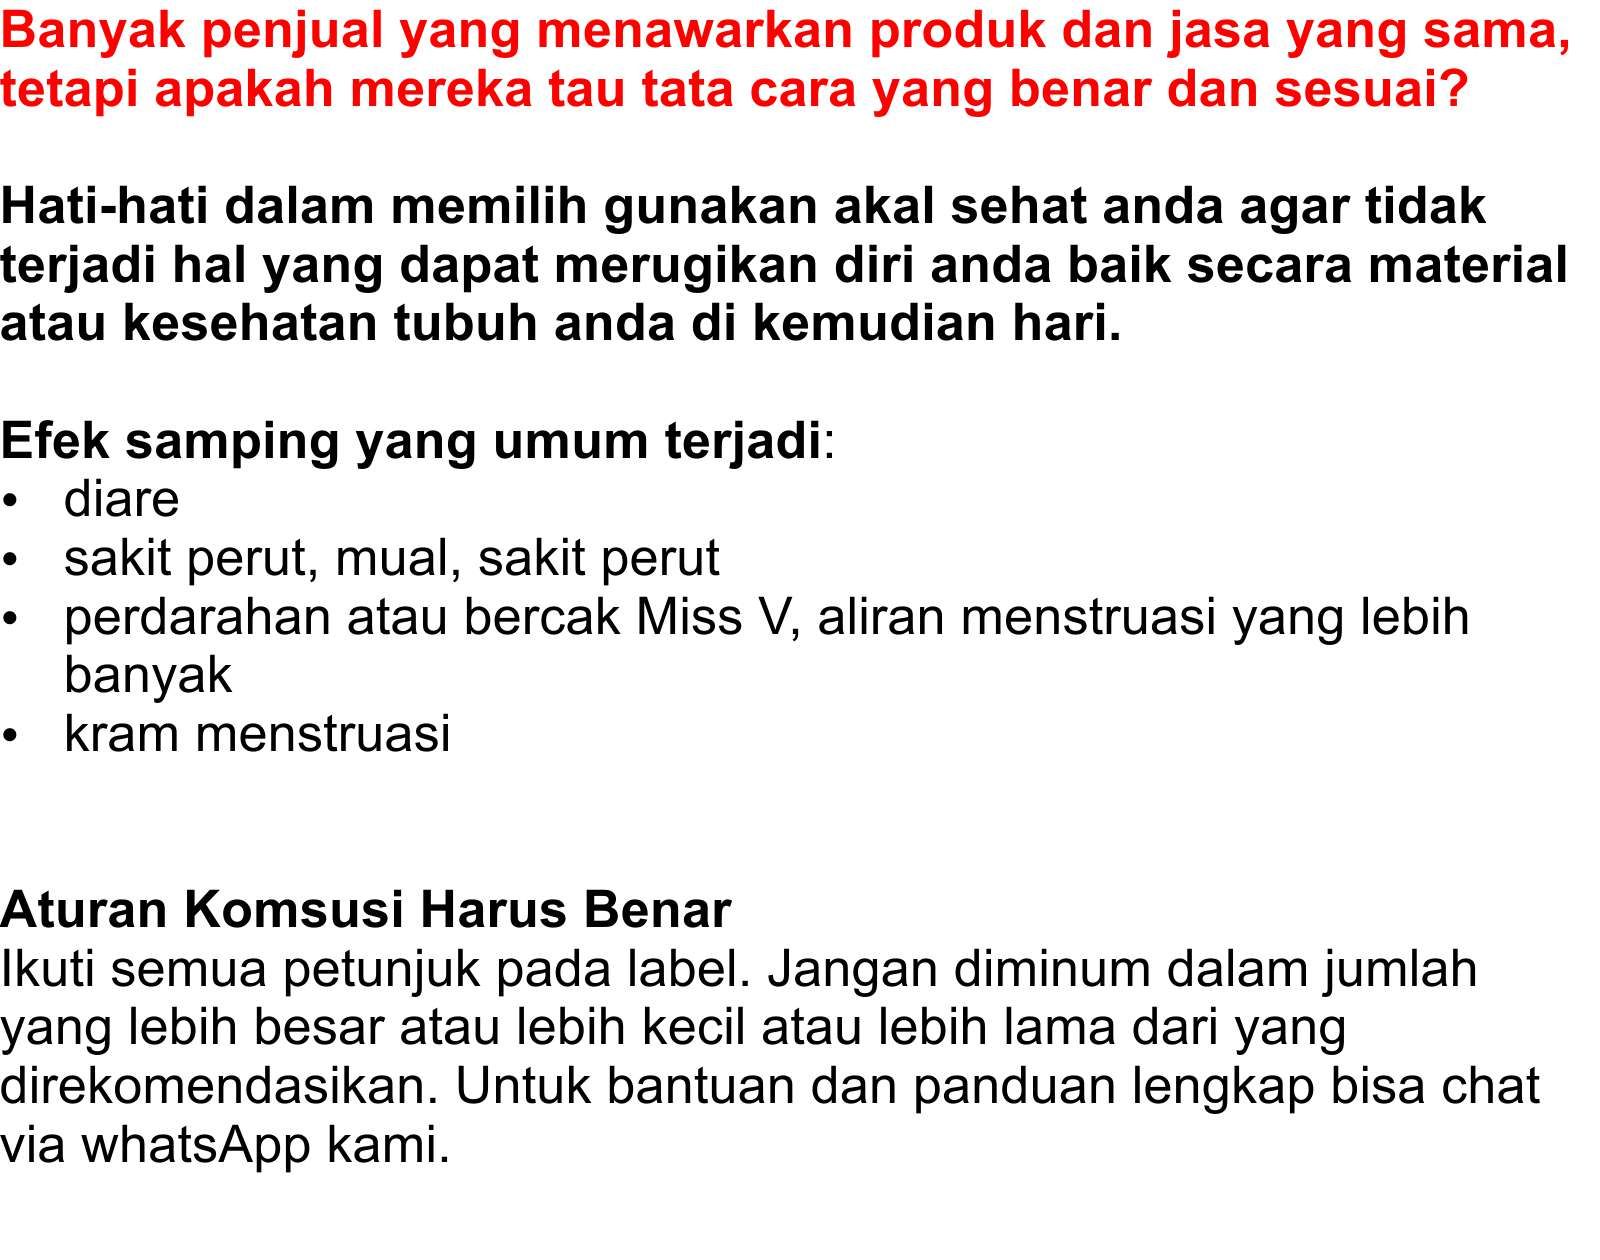 Banyak penjual yang menawarkan produk dan jasa yang sama,
tetapi apakah mereka tau tata cara yang benar dan sesuai?
Hati-hati dalam memilih gunakan akal sehat anda agar tidak
terjadi hal yang dapat merugikan diri anda baik secara material
atau kesehatan tubuh anda di kemudian hari.
Efek samping yang umum terjadi:
• diare
• sakit perut, mual, sakit perut
• perdarahan atau bercak Miss V, aliran menstruasi yang lebih
banyak
• kram menstruasi
Aturan Komsusi Harus Benar
Ikuti semua petunjuk pada label. Jangan diminum dalam jumlah
yang lebih besar atau lebih kecil atau lebih lama dari yang
direkomendasikan. Untuk bantuan dan panduan lengkap bisa chat
via whatsApp kami.